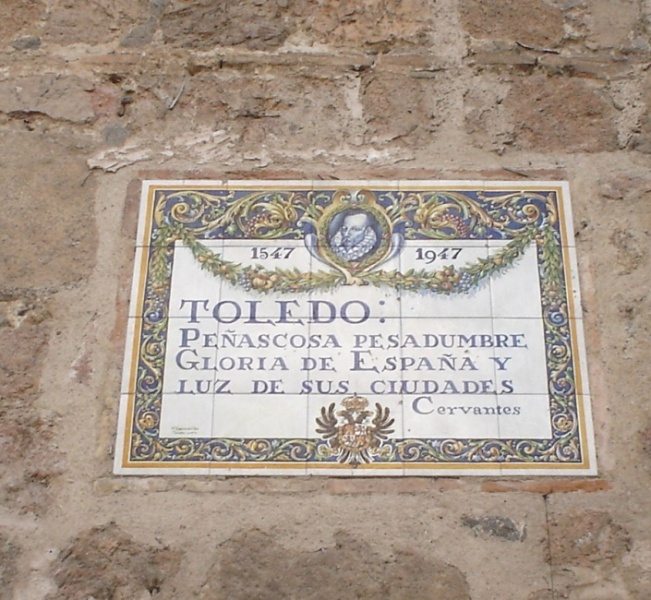 1547 1947
TOLEDO:
PEÑASCOSA PESADUMBRE
GLORIA DE ESPAÑA Y
LUZ DE SUS CIUDADES
CERVANTES